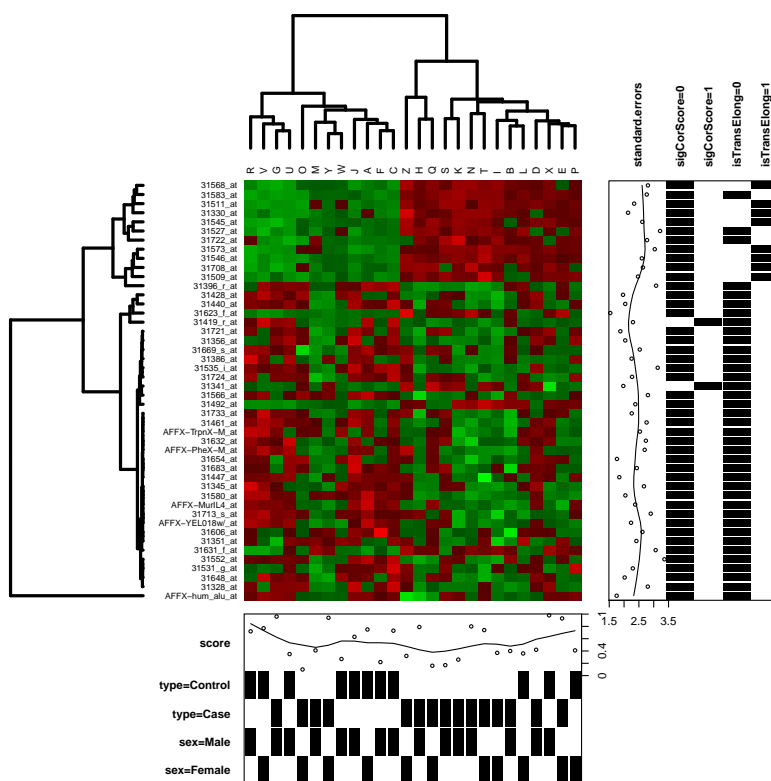 standard.errors
sigCorScore=0
sigCorScore=1
isTransElong=0
isTransElong=1
R V G U O M Y W J A F C Z H Q S K N T I B L D X E P
31568_at
31583_at
31511_at
31330_at
31545_at
31527_at
31722_at
31573_at
31546_at
31708_at
31509_at
31396_r_at
31428_at
31440_at
31623_f_at
31419_r_at
31721_at
31356_at
31669_s_at
31386_at
31535_i_at
31724_at
31341_at
31566_at
31492_at
31733_at
31461_at
AFFX-TrpnX-M_at
31632_at
AFFX-PheX-M_at
31654_at
31683_at
31447_at
31345_at
31580_at
AFFX-MurIL4_at
31713_s_at
AFFX-YEL018w/_at
31606_at
31351_at
31631_f_at
31552_at
31531_g_at
31648_at
31328_at
AFFX-hum_alu_at
1.5 2.5 3.5
score
0 0.4 1
type=Control
type=Case
sex=Male
sex=Female